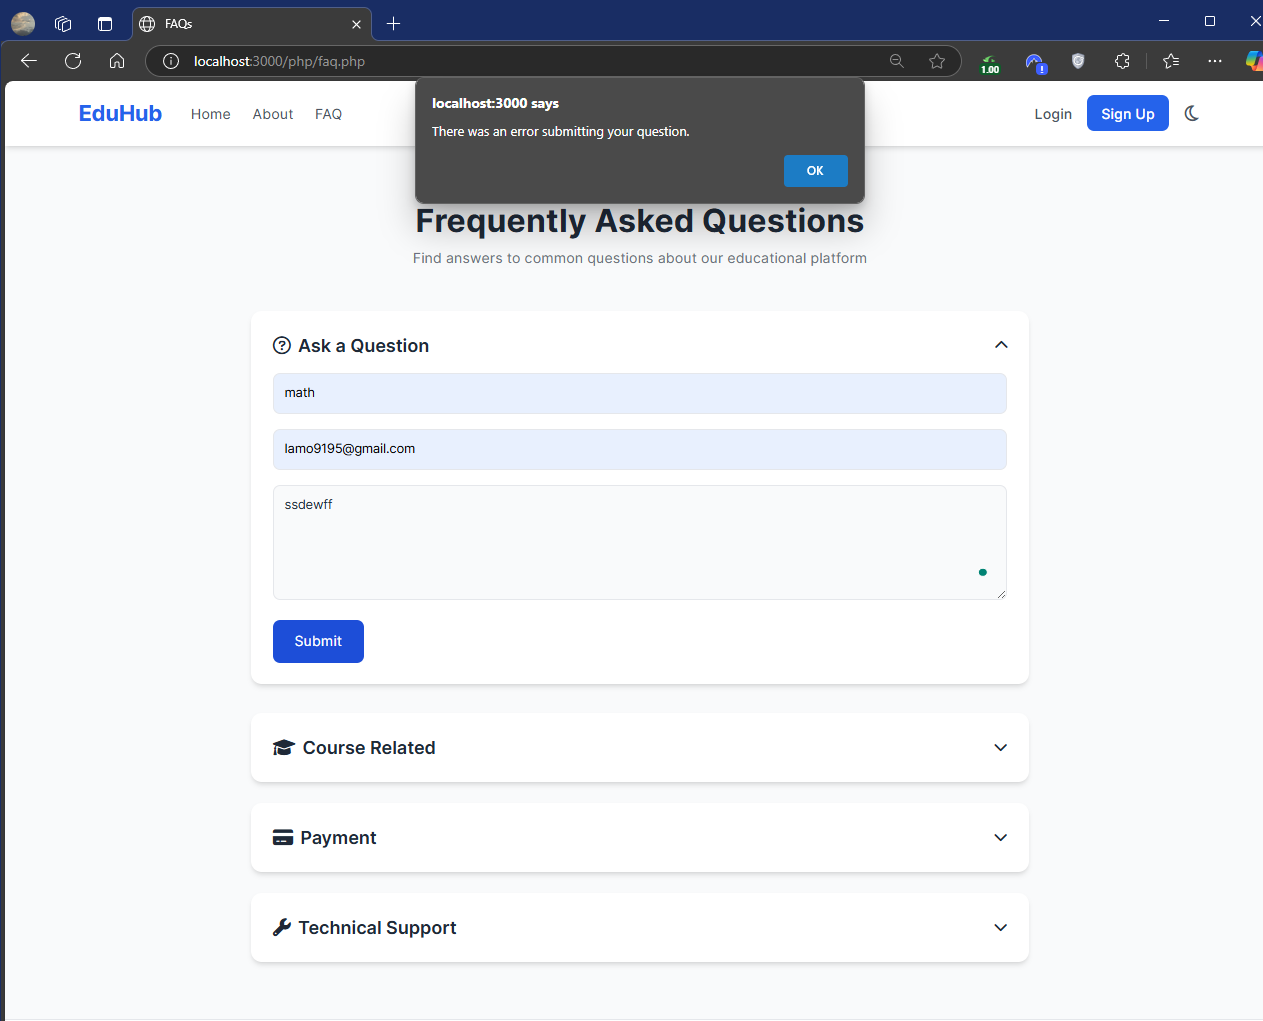 FAQs
localhost:3000/php/faq.php
1.00
EduHub
Home
About
FAQ
Login
Sign Up
localhost:3000 says
There was an error submitting your question.
OK
Frequently Asked Questions
Find answers to common questions about our educational platform
Ask a Question
math
lamo9195@gmail.com
ssdewff
Submit
Course Related
Payment
Technical Support